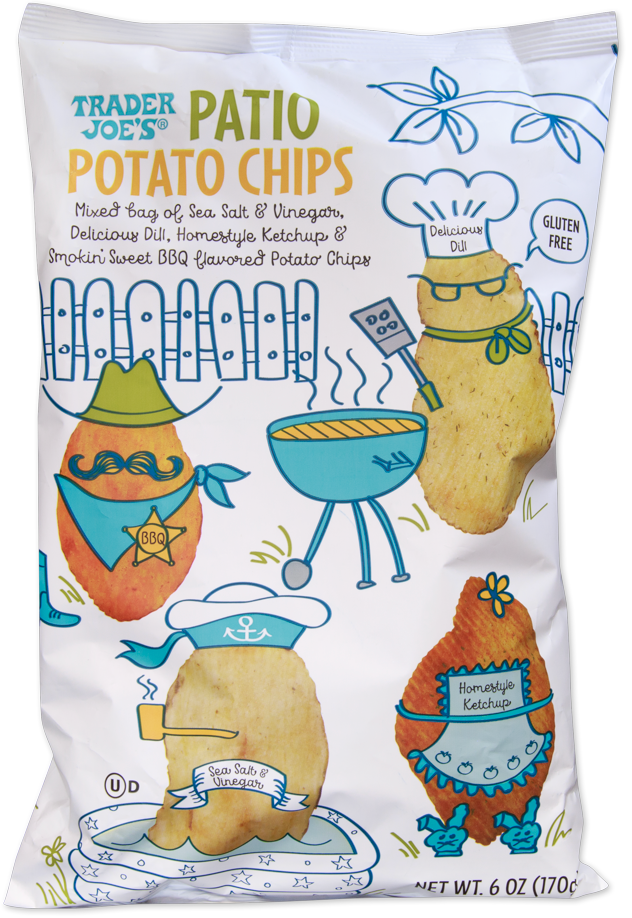 TRADER
JOE'S®
PATIO
POTATO CHIPS
Mixed bag of Sea Salt & Vinegar,
Delicious Dill, Homestyle Ketchup &
Smokin' Sweet BBQ flavored Potato Chips
Delicious
Dill
GLUTEN
FREE
BBQ
Homestyle
Ketchup
Sea Salt &
Vinegar
U D
NET WT. 6 OZ (170g